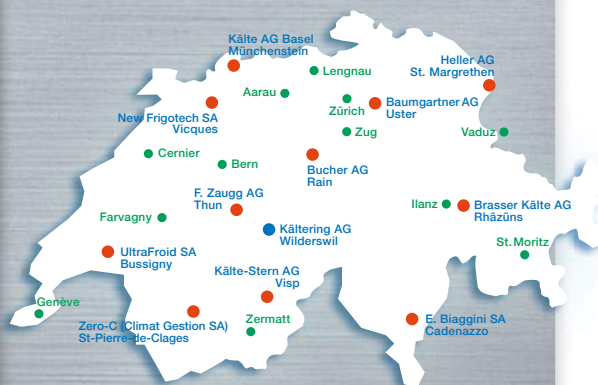 Kälte AG Basel
Münchenstein
Lengnau
Heller AG
St. Margrethen
Aarau
Zürich
Baumgartner AG
Uster
New Frigotech SA
Vicques
Zug
Vaduz
Cernier
Bern
Bucher AG
Rain
F. Zaugg AG
Thun
Ilanz
Brasser Kälte AG
Rhäzüns
Farvagny
Kältering AG
Wilderswil
St. Moritz
UltraFroid SA
Bussigny
Kälte-Stern AG
Visp
Genève
Zero-C (Climat Gestion SA)
St-Pierre-de-Clages
Zermatt
E. Biaggini SA
Cadenazzo